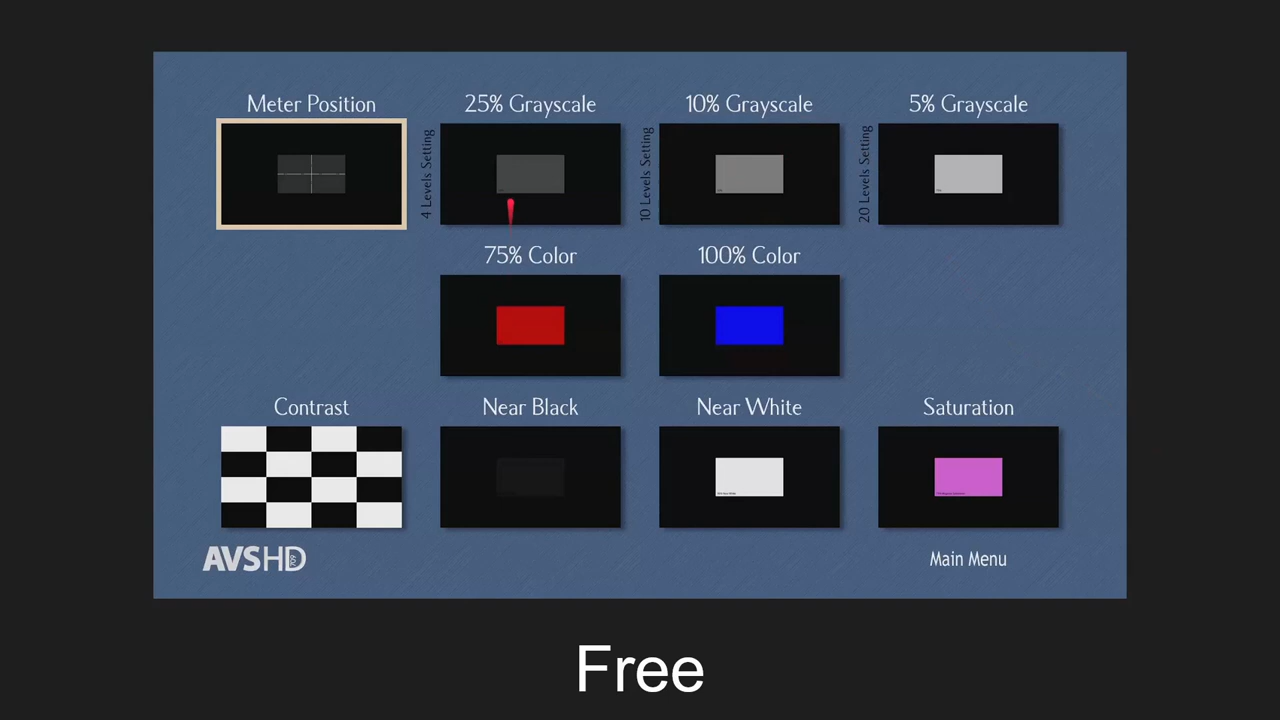 Meter Position
25% Grayscale
10% Grayscale
5% Grayscale
4 Levels Setting
10 Levels Setting
20 Levels Setting
75% Color
100% Color
Contrast
Near Black
Near White
Saturation
AVSHD
Main Menu
Free